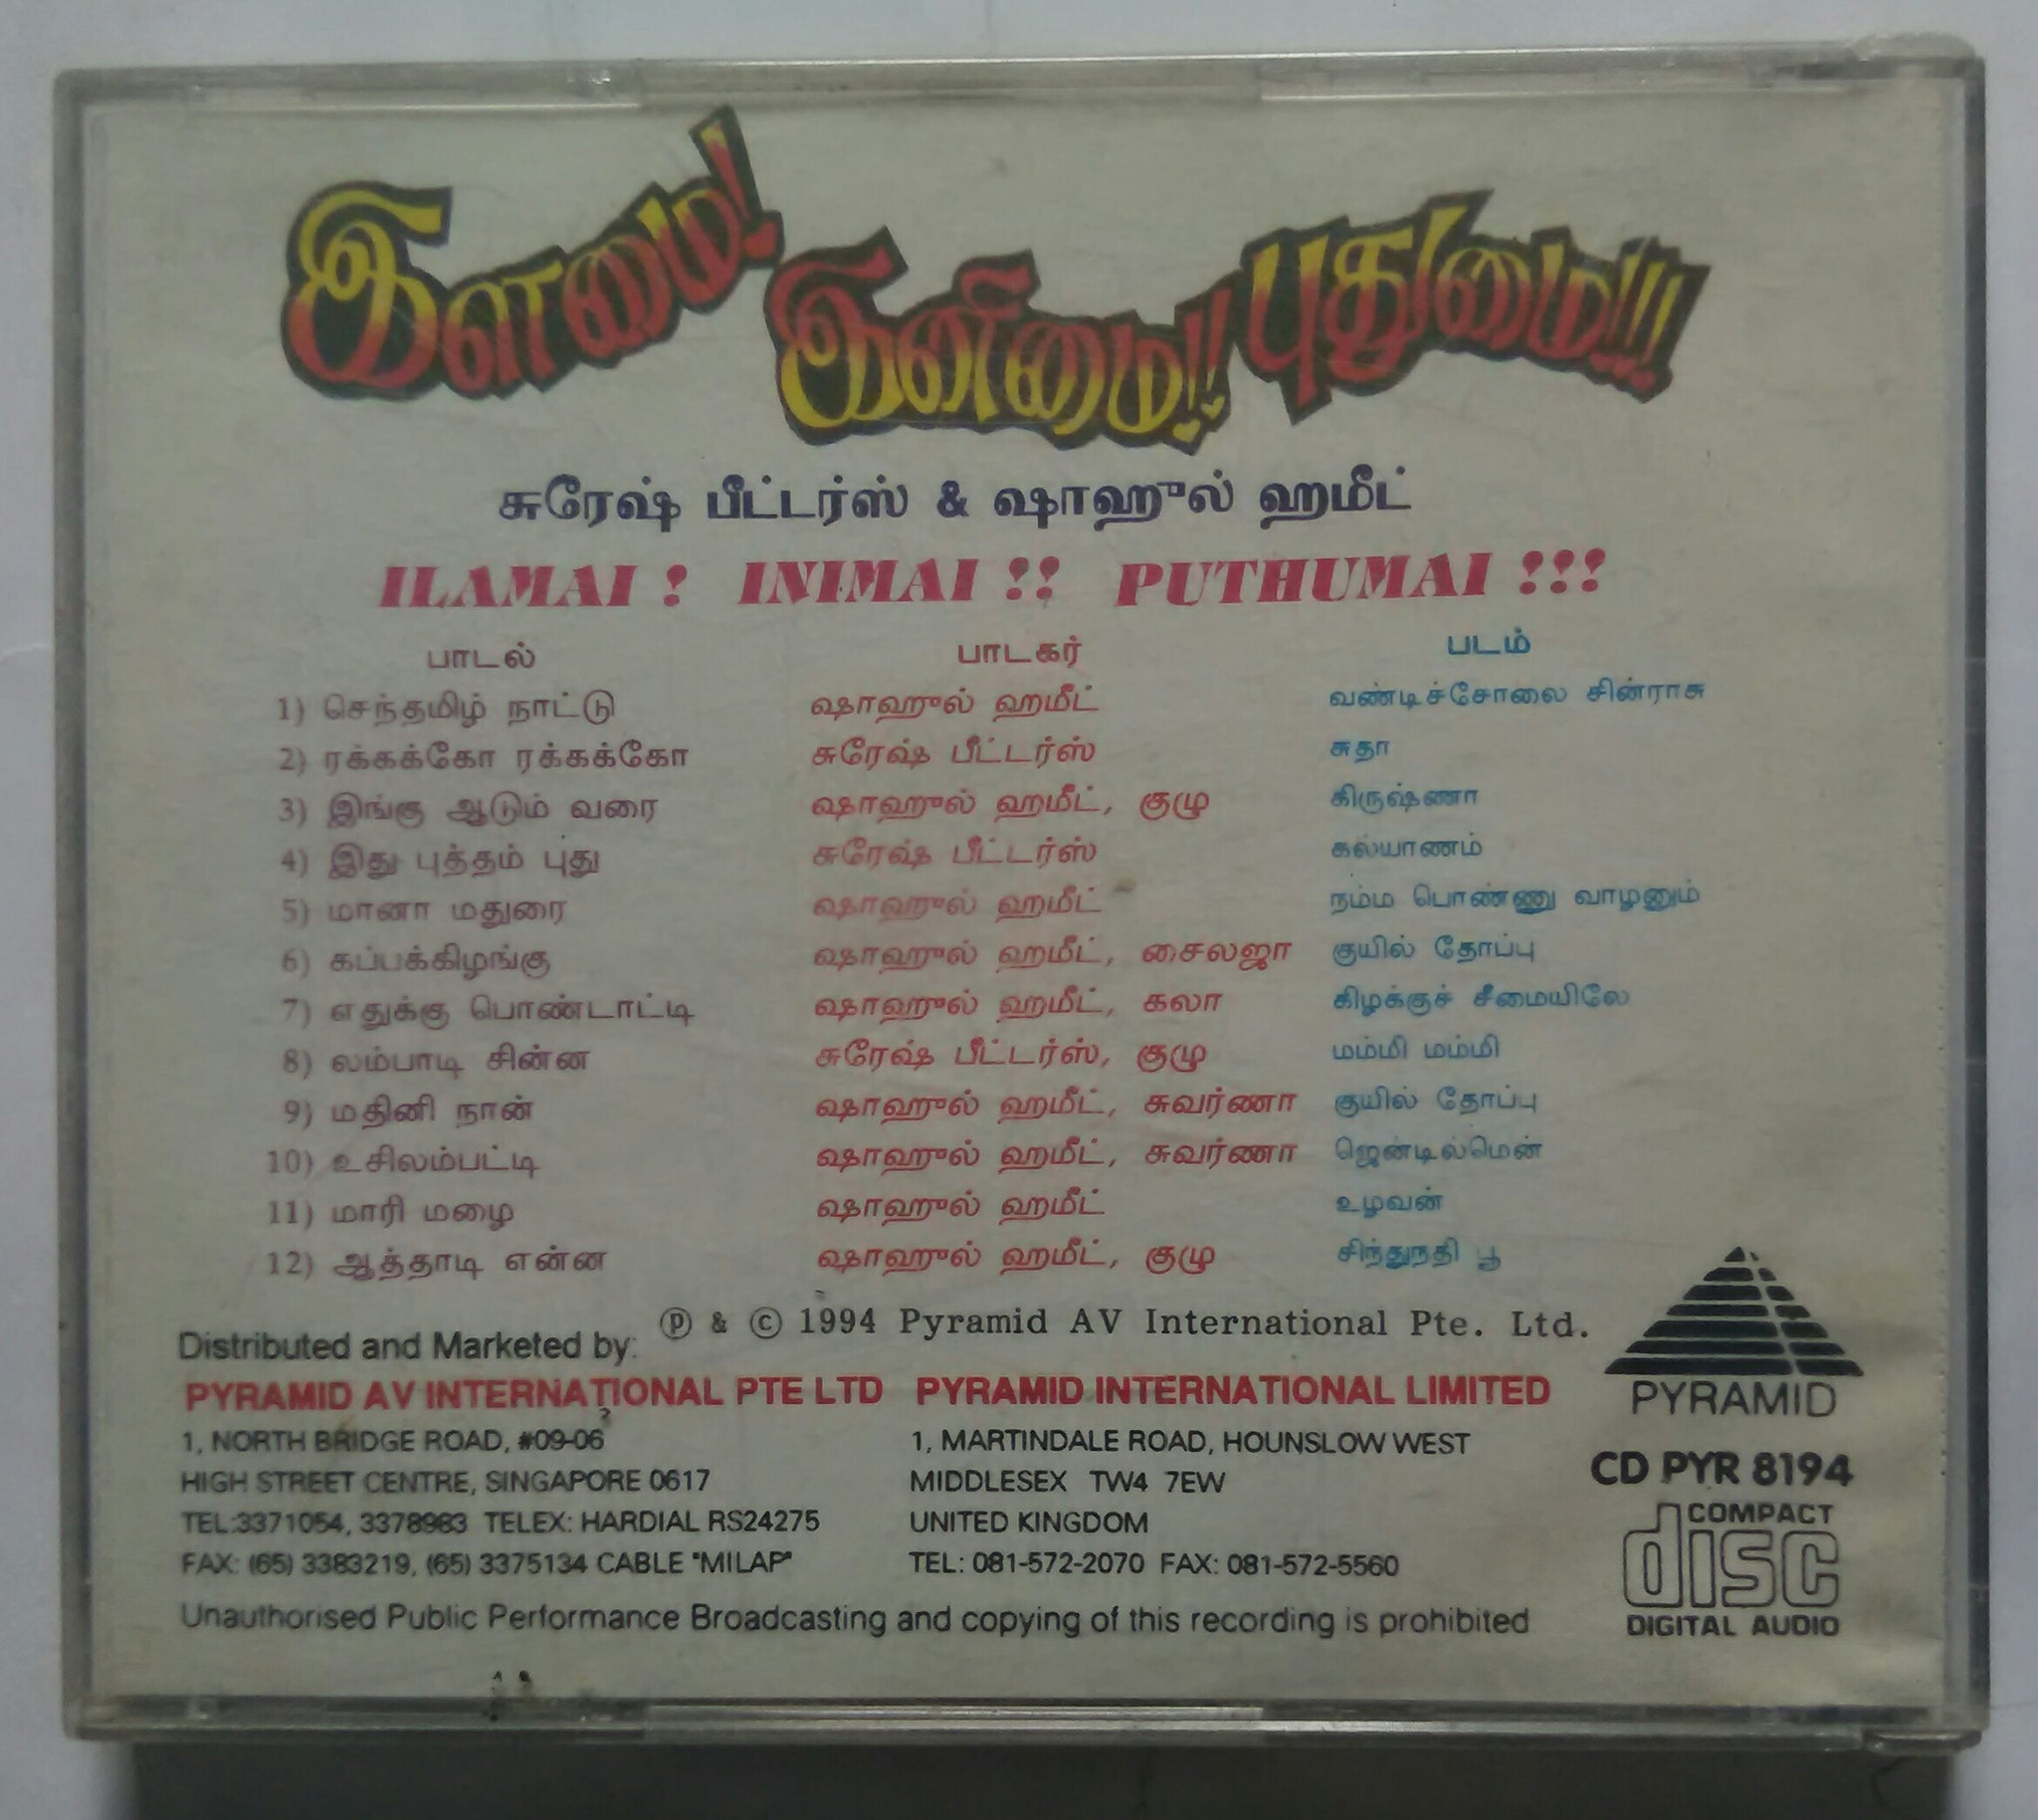 இளமை! இனிமை!! புதுமை!!!
சுரேஷ் பீட்டர்ஸ் & ஷாஹுல் ஹமீட்
ILAMAI ! INIMAI !! PUTHUMAI !!!
பாடல் பாடகர் படம்
1) செந்தமிழ் நாட்டு ஷாஹுல் ஹமீட் வண்டிச்சோலை சின்ராசு
2) ரக்கக்கோ ரக்கக்கோ சுரேஷ் பீட்டர்ஸ் சுதா
3) இங்கு ஆடும் வரை ஷாஹுல் ஹமீட், குழு கிருஷ்ணா
4) இது புத்தம் புது சுரேஷ் பீட்டர்ஸ் கல்யாணம்
5) மானா மதுரை ஷாஹுல் ஹமீட் நம்ம பொண்ணு வாழனும்
6) கப்பக்கிழங்கு ஷாஹுல் ஹமீட், சைலஜா குயில் தோப்பு
7) எதுக்கு பொண்டாட்டி ஷாஹுல் ஹமீட், கலா கிழக்குச் சீமையிலே
8) லம்பாடி சின்ன சுரேஷ் பீட்டர்ஸ், குழு மம்மி மம்மி
9) மதினி நான் ஷாஹுல் ஹமீட், சுவர்ணா குயில் தோப்பு
10) உசிலம்பட்டி ஷாஹுல் ஹமீட், சுவர்ணா ஜென்டில்மென்
11) மாரி மழை ஷாஹுல் ஹமீட் உழவன்
12) ஆத்தாடி என்ன ஷாஹுல் ஹமீட், குழு சிந்துநதி பூ
Ⓟ & © 1994 Pyramid AV International Pte. Ltd.
Distributed and Marketed by:
PYRAMID AV INTERNATIONAL PTE LTD
1, NORTH BRIDGE ROAD, #09-06
HIGH STREET CENTRE, SINGAPORE 0617
TEL:3371054, 3378983 TELEX: HARDIAL RS24275
FAX: (65) 3383219, (65) 3375134 CABLE "MILAP"
PYRAMID INTERNATIONAL LIMITED
1, MARTINDALE ROAD, HOUNSLOW WEST
MIDDLESEX TW4 7EW
UNITED KINGDOM
TEL: 081-572-2070 FAX: 081-572-5560
Unauthorised Public Performance Broadcasting and copying of this recording is prohibited
PYRAMID
CD PYR 8194
COMPACT
disc
DIGITAL AUDIO